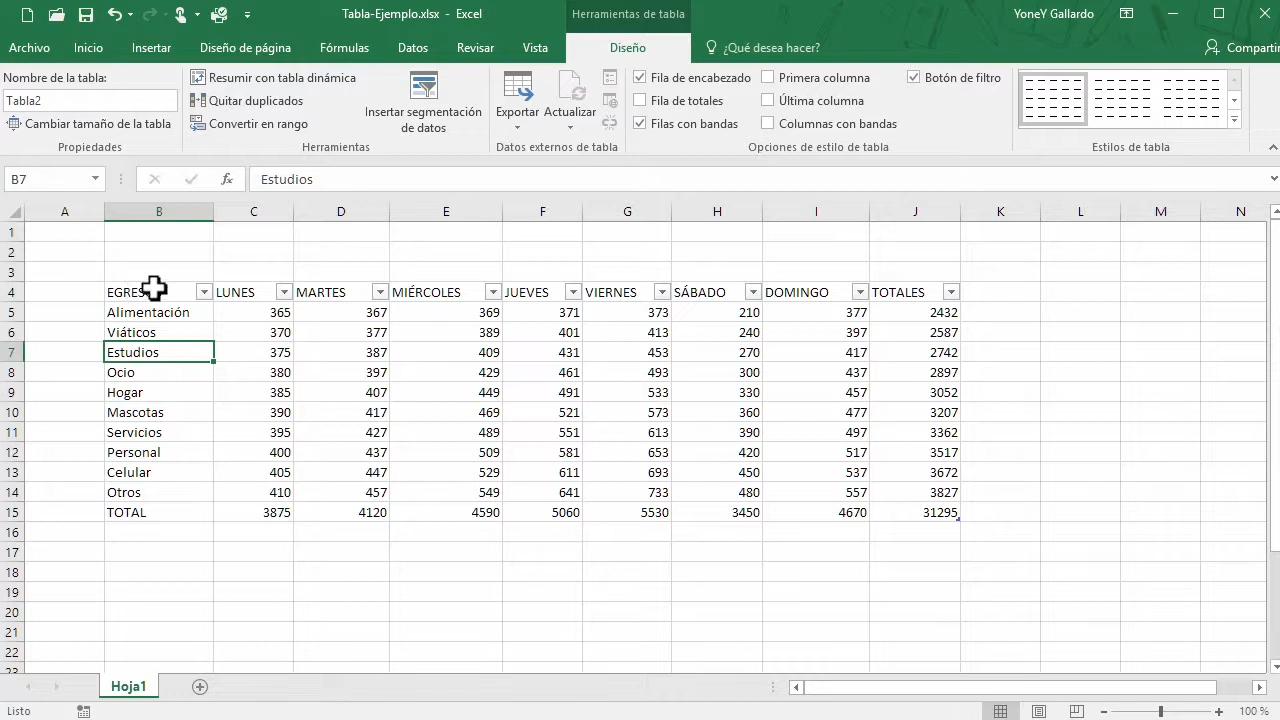 Tabla-Ejemplo.xlsx - Excel
Herramientas de tabla
YoneY Gallardo
Archivo Inicio Insertar Diseño de página Fórmulas Datos Revisar Vista Diseño ¿Qué desea hacer?
Nombre de la tabla:
Tabla2
Cambiar tamaño de la tabla
Propiedades
Resumir con tabla dinámica
Quitar duplicados
Convertir en rango
Insertar segmentación
de datos
Herramientas
Exportar Actualizar
Datos externos de tabla
Fila de encabezado Primera columna Botón de filtro
Fila de totales Última columna
Filas con bandas Columnas con bandas
Opciones de estilo de tabla
Estilos de tabla
B7 fx Estudios
A B C D E F G H I J K L M N
1
2
3
4 LUNES MARTES MIÉRCOLES JUEVES VIERNES SÁBADO DOMINGO TOTALES
5 Alimentación 365 367 369 371 373 210 377 2432
6 Viáticos 370 377 389 401 413 240 397 2587
7 Estudios 375 387 409 431 453 270 417 2742
8 Ocio 380 397 429 461 493 300 437 2897
9 Hogar 385 407 449 491 533 330 457 3052
10 Mascotas 390 417 469 521 573 360 477 3207
11 Servicios 395 427 489 551 613 390 497 3362
12 Personal 400 437 509 581 653 420 517 3517
13 Celular 405 447 529 611 693 450 537 3672
14 Otros 410 457 549 641 733 480 557 3827
15 TOTAL 3875 4120 4590 5060 5530 3450 4670 31295
16
17
18
19
20
21
22
Hoja1
Listo
100 %